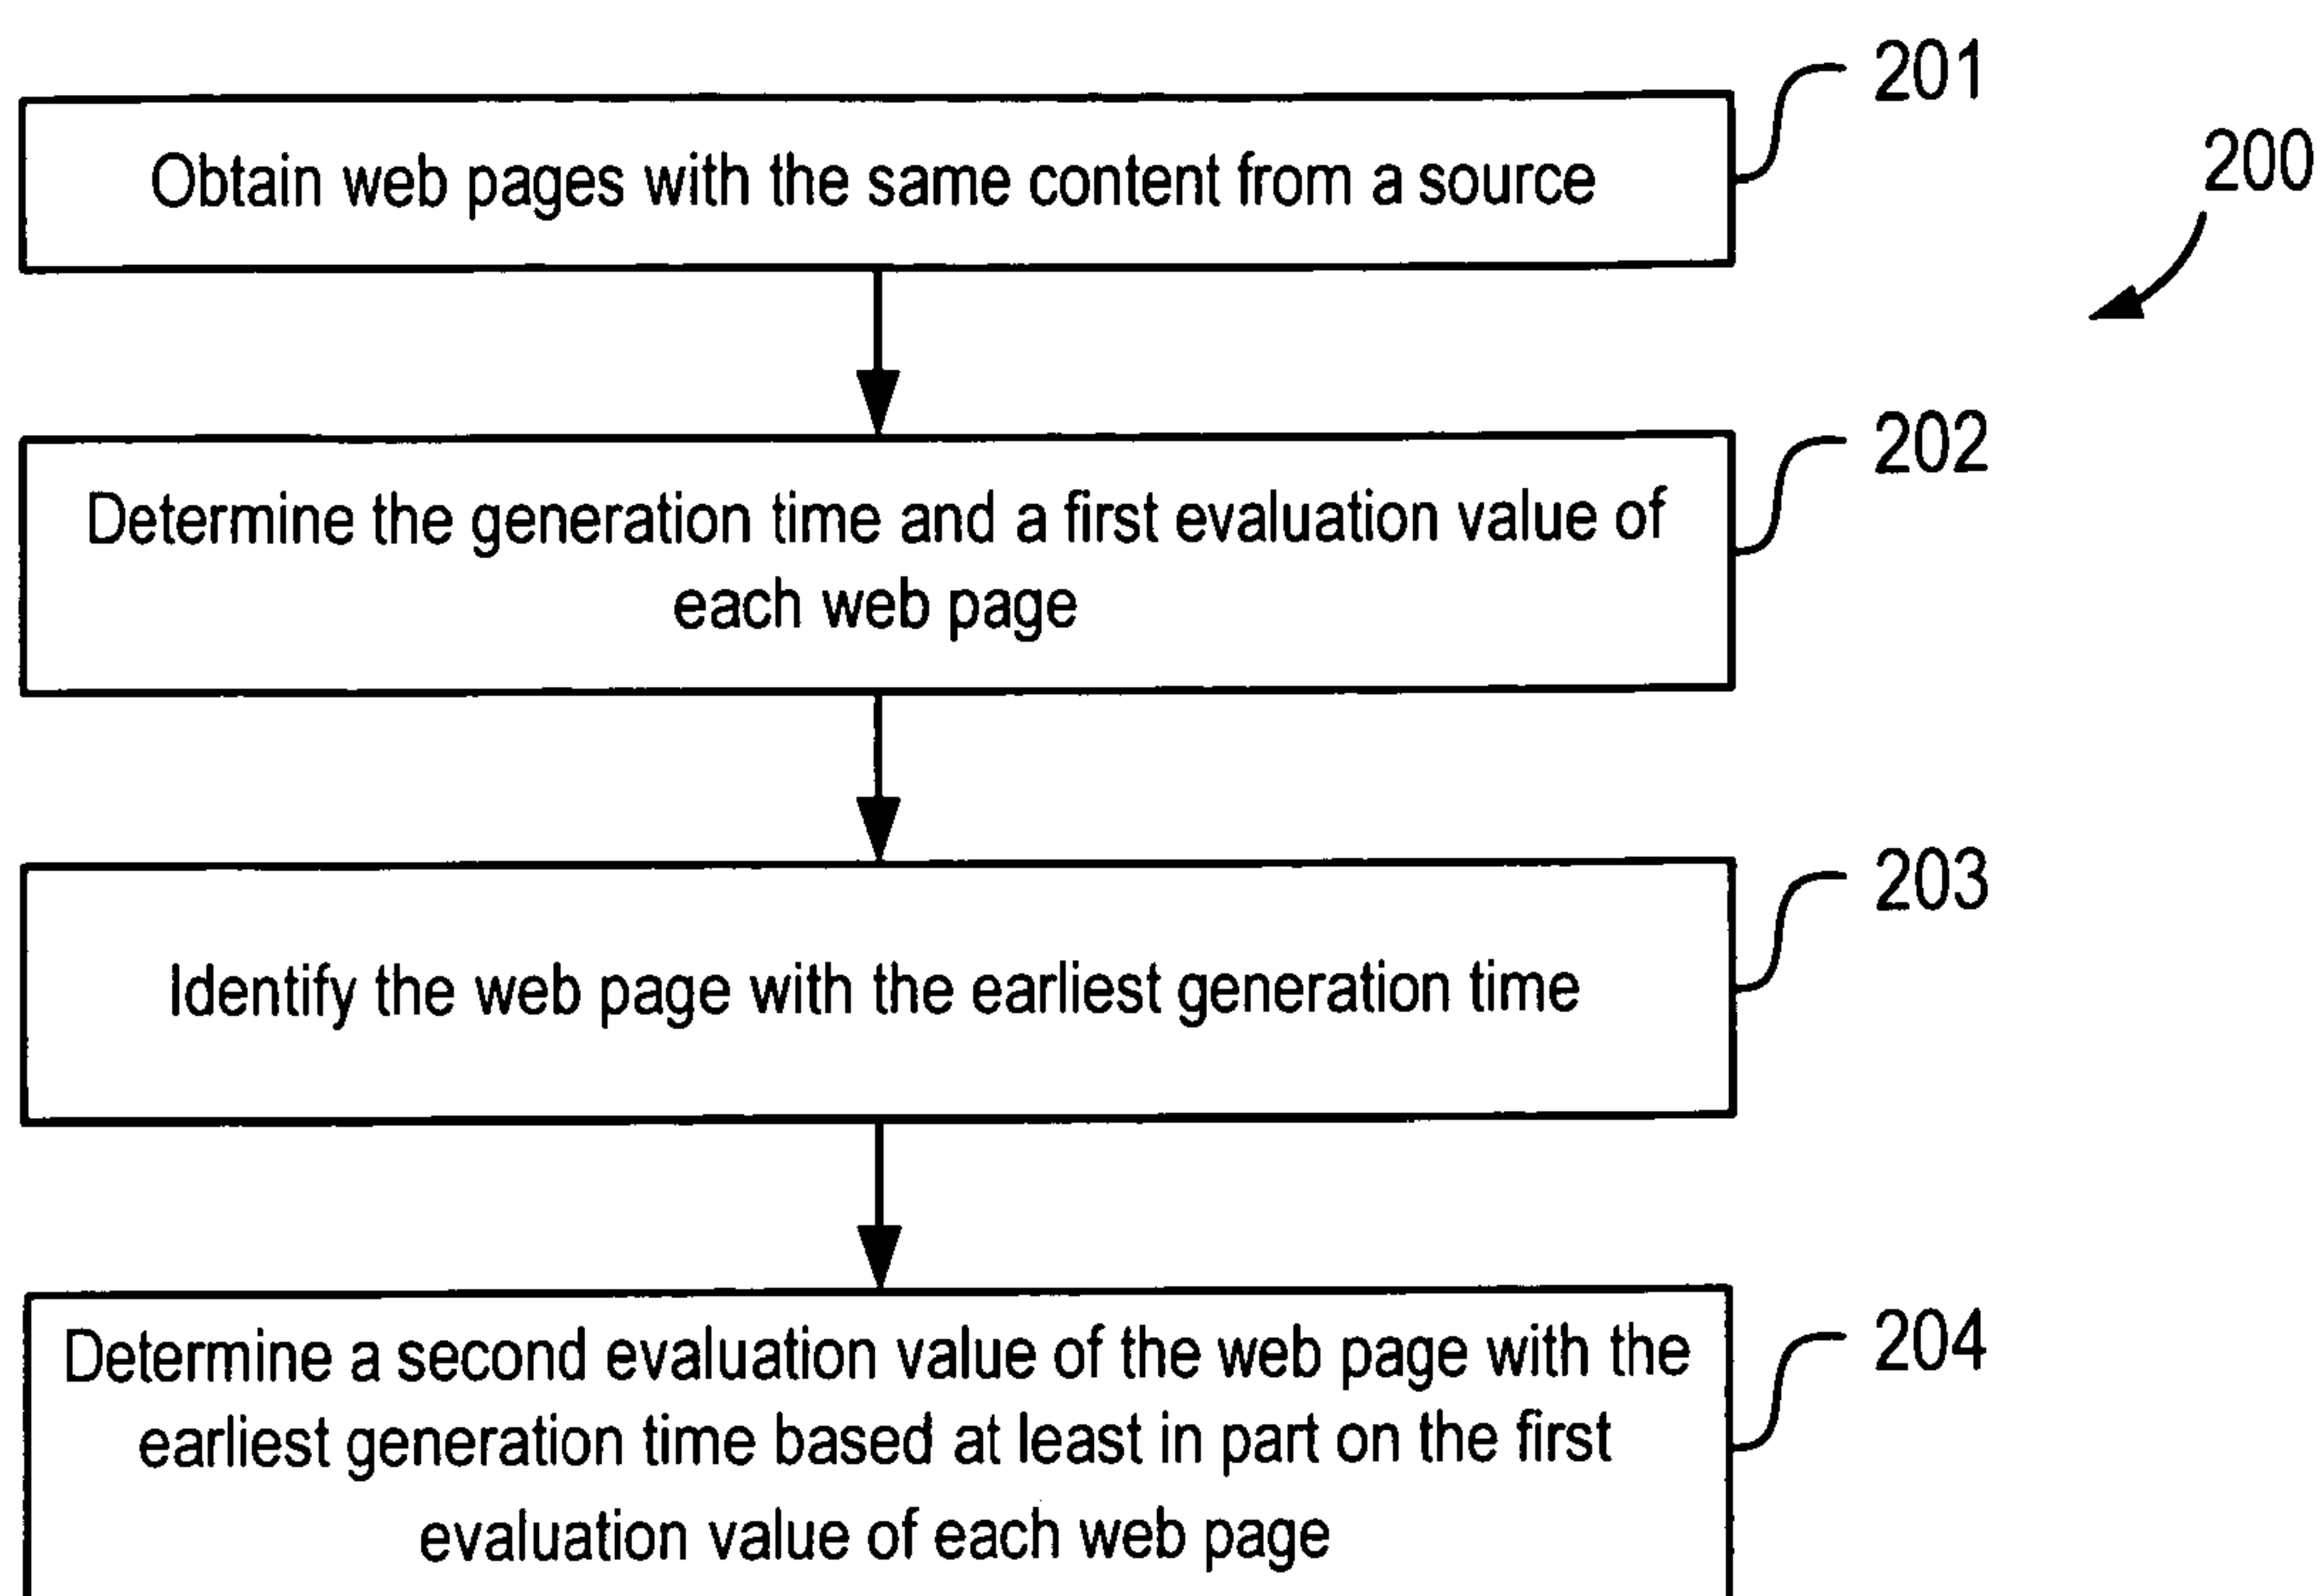 201
200
Obtain web pages with the same content from a source
202
Determine the generation time and a first evaluation value of
each web page
203
Identify the web page with the earliest generation time
204
Determine a second evaluation value of the web page with the
earliest generation time based at least in part on the first
evaluation value of each web page